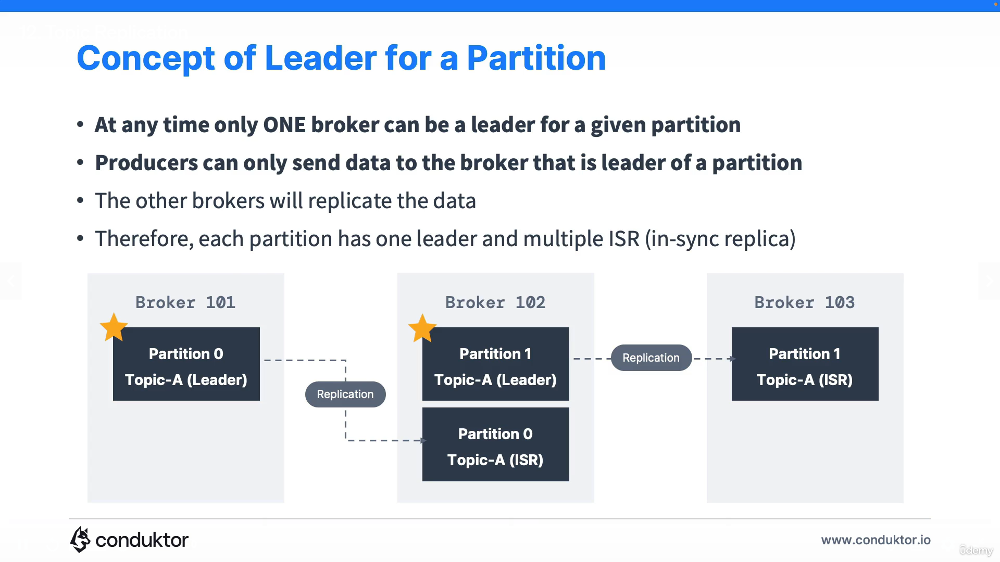 12. Topic Replication
Concept of Leader for a Partition
• At any time only ONE broker can be a leader for a given partition
• Producers can only send data to the broker that is leader of a partition
• The other brokers will replicate the data
• Therefore, each partition has one leader and multiple ISR (in-sync replica)
Broker 101
Partition 0
Topic-A (Leader)
Replication
Broker 102
Partition 1
Topic-A (Leader)
Partition 0
Topic-A (ISR)
Replication
Broker 103
Partition 1
Topic-A (ISR)
conduktor
www.conduktor.io
ûdemy